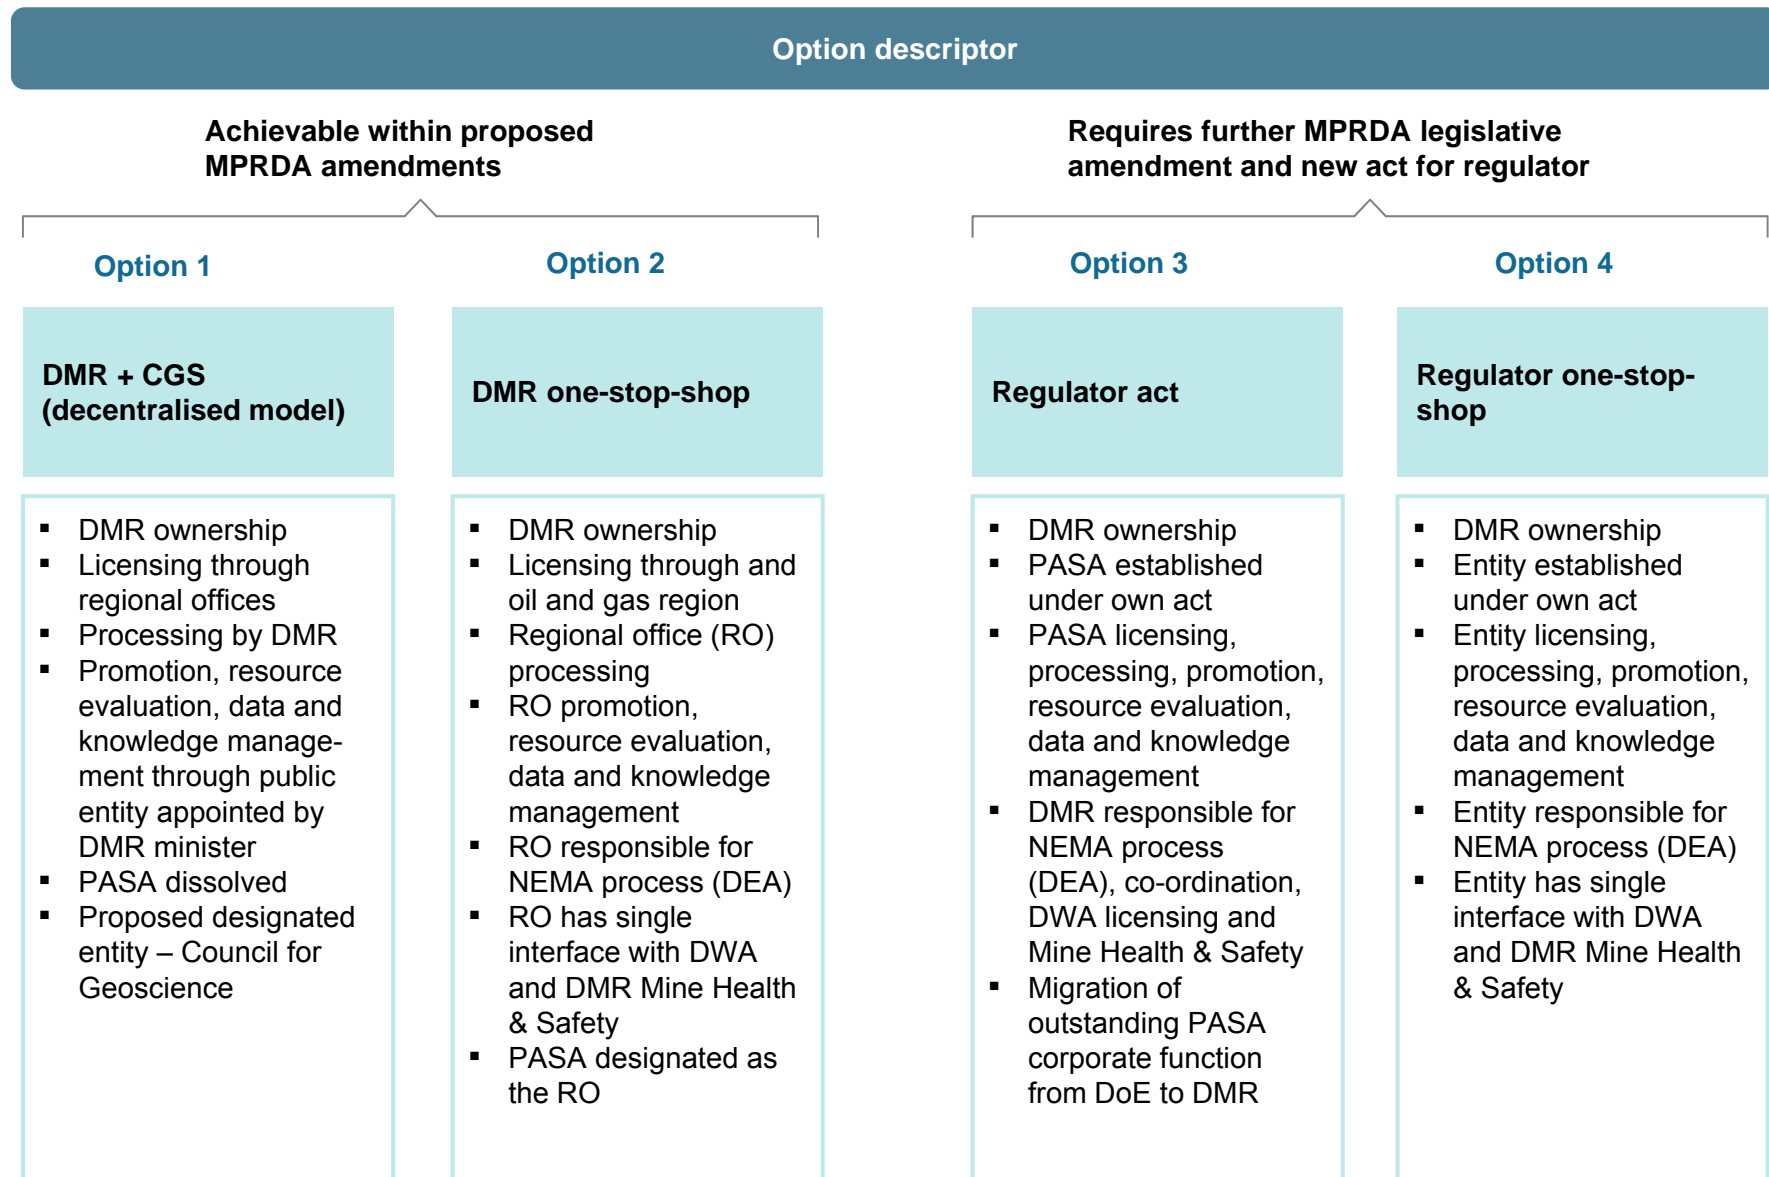 Option descriptor
Achievable within proposed
MPRDA amendments
Requires further MPRDA legislative
amendment and new act for regulator
Option 1
DMR + CGS
(decentralised model)
▪ DMR ownership
▪ Licensing through
regional offices
▪ Processing by DMR
▪ Promotion, resource
evaluation, data and
knowledge manage-
ment through public
entity appointed by
DMR minister
▪ PASA dissolved
▪ Proposed designated
entity – Council for
Geoscience
Option 2
DMR one-stop-shop
▪ DMR ownership
▪ Licensing through and
oil and gas region
▪ Regional office (RO)
processing
▪ RO promotion,
resource evaluation,
data and knowledge
management
▪ RO responsible for
NEMA process (DEA)
▪ RO has single
interface with DWA
and DMR Mine Health
& Safety
▪ PASA designated as
the RO
Option 3
Regulator act
▪ DMR ownership
▪ PASA established
under own act
▪ PASA licensing,
processing, promotion,
resource evaluation,
data and knowledge
management
▪ DMR responsible for
NEMA process
(DEA), co-ordination,
DWA licensing and
Mine Health & Safety
▪ Migration of
outstanding PASA
corporate function
from DoE to DMR
Option 4
Regulator one-stop-
shop
▪ DMR ownership
▪ Entity established
under own act
▪ Entity licensing,
processing, promotion,
resource evaluation,
data and knowledge
management
▪ Entity responsible for
NEMA process (DEA)
▪ Entity has single
interface with DWA
and DMR Mine Health
& Safety